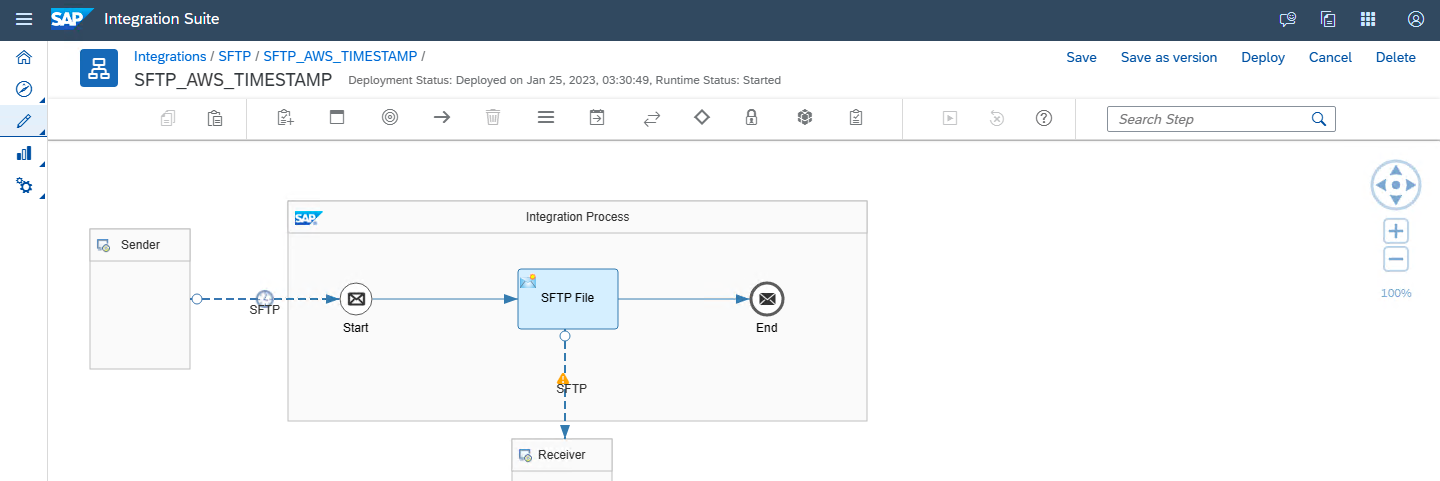 SAP Integration Suite
Integrations / SFTP / SFTP_AWS_TIMESTAMP /
Save Save as version Deploy Cancel Delete
SFTP_AWS_TIMESTAMP Deployment Status: Deployed on Jan 25, 2023, 03:30:49, Runtime Status: Started
Search Step
SAP Integration Process
Sender
SFTP File
SFTP
Start
End
100%
SFTP
Receiver